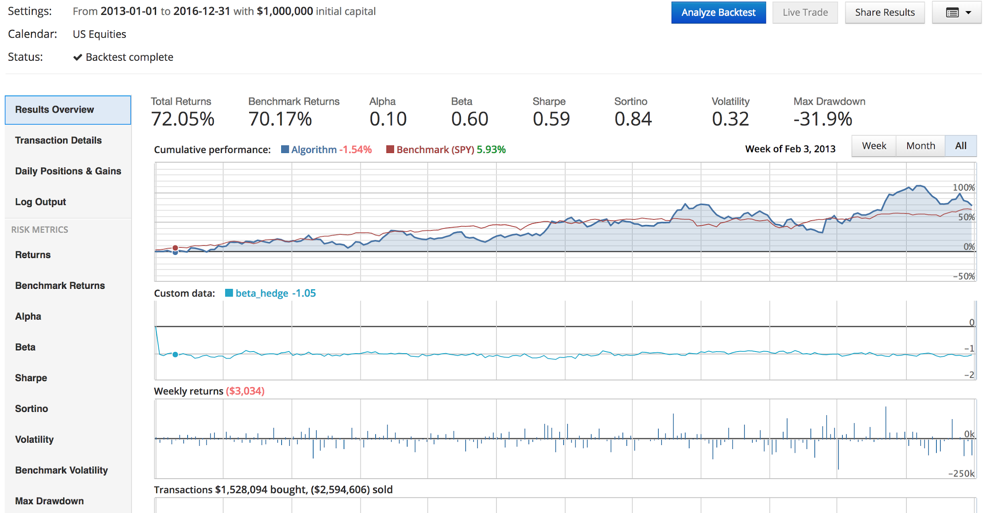 Settings: From 2013-01-01 to 2016-12-31 with $1,000,000 initial capital
Analyze Backtest Live Trade Share Results
Calendar: US Equities
Status: ✔ Backtest complete
Results Overview
Transaction Details
Daily Positions & Gains
Log Output
RISK METRICS
Returns
Benchmark Returns
Alpha
Beta
Sharpe
Sortino
Volatility
Benchmark Volatility
Max Drawdown
Total Returns Benchmark Returns Alpha Beta Sharpe Sortino Volatility Max Drawdown
72.05% 70.17% 0.10 0.60 0.59 0.84 0.32 -31.9%
Cumulative performance: Algorithm -1.54% Benchmark (SPY) 5.93% Week of Feb 3, 2013 Week Month All
100%
50%
0%
−50%
Custom data: beta_hedge -1.05
0
−1
−2
Weekly returns ($3,034)
0k
−250k
Transactions $1,528,094 bought, ($2,594,606) sold